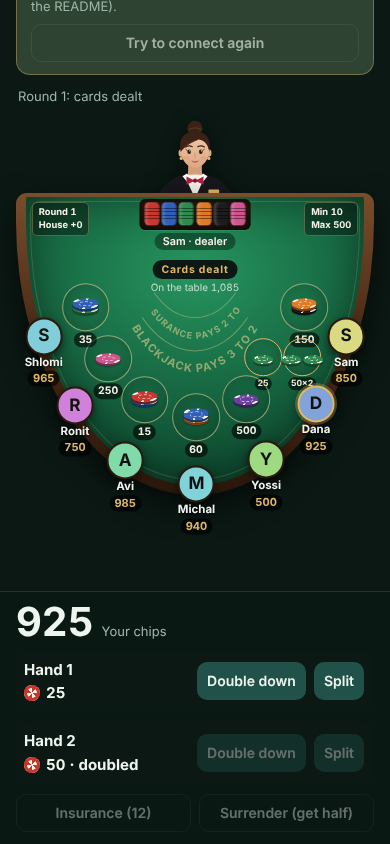 the README).
Try to connect again
Round 1: cards dealt
Round 1
House +0
Min 10
Max 500
Sam · dealer
Cards dealt
On the table 1,085
SURANCE PAYS 2 TO
BLACKJACK PAYS 3 TO 2
35
150
S
Shlomi
965
S
Sam
850
250
25
50×2
R
Ronit
750
15
500
D
Dana
925
60
A
Avi
985
Y
Yossi
500
M
Michal
940
925 Your chips
Hand 1
25
Double down
Split
Hand 2
50 · doubled
Double down
Split
Insurance (12)
Surrender (get half)